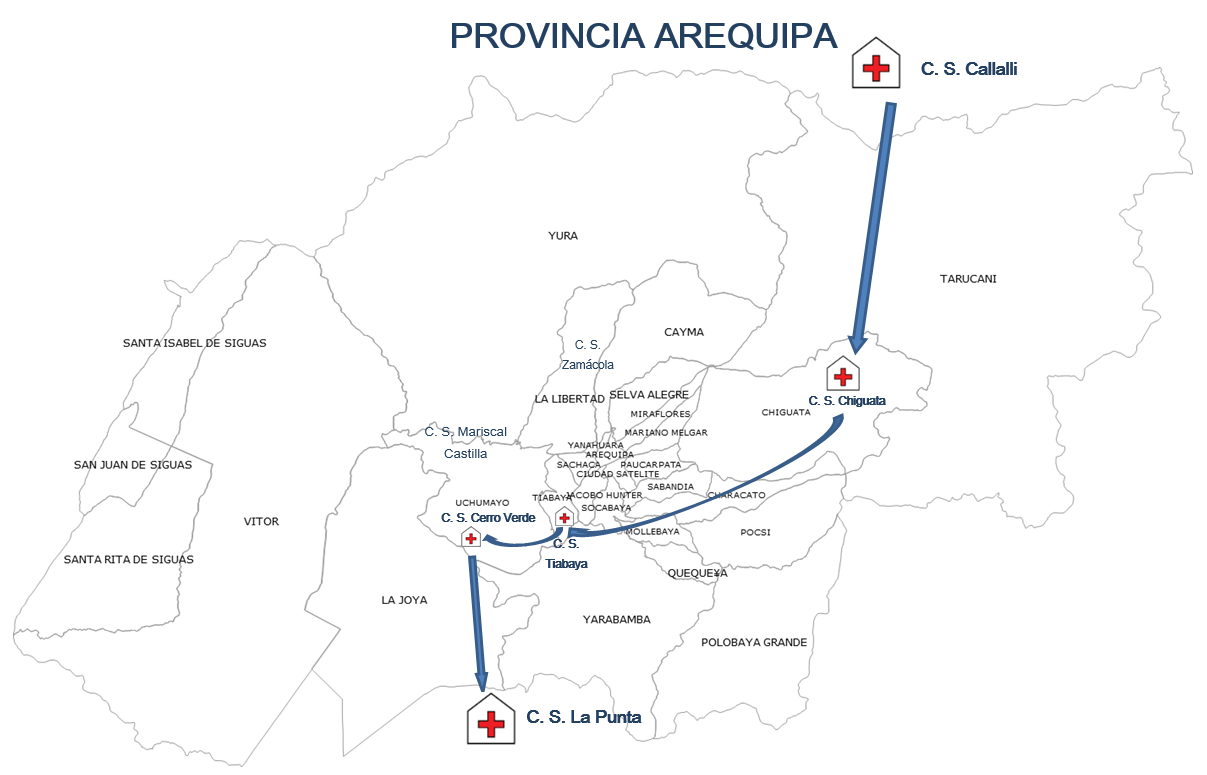 PROVINCIA AREQUIPA
C. S. Callalli
YURA
TARUCANI
CAYMA
SANTA ISABEL DE SIGUAS
C. S.
Zamácola
LA LIBERTAD
SELVA ALEGRE
C. S. Chiguata
MIRAFLORES
CHIGUATA
C. S. Mariscal
Castilla
MARIANO MELGAR
YANAHUARA
AREQUIPA
SAN JUAN DE SIGUAS
SACHACA
PAUCARPATA
CIUDAD SATELITE
SABANDIA
CHARACATO
TIABAYA
JACOBO HUNTER
UCHUMAYO
SOCABAYA
C. S. Cerro Verde
VITOR
MOLLEBAYA
POCSI
C. S.
Tiabaya
SANTA RITA DE SIGUAS
QUEQUEÝA
LA JOYA
YARABAMBA
POLOBAYA GRANDE
C. S. La Punta